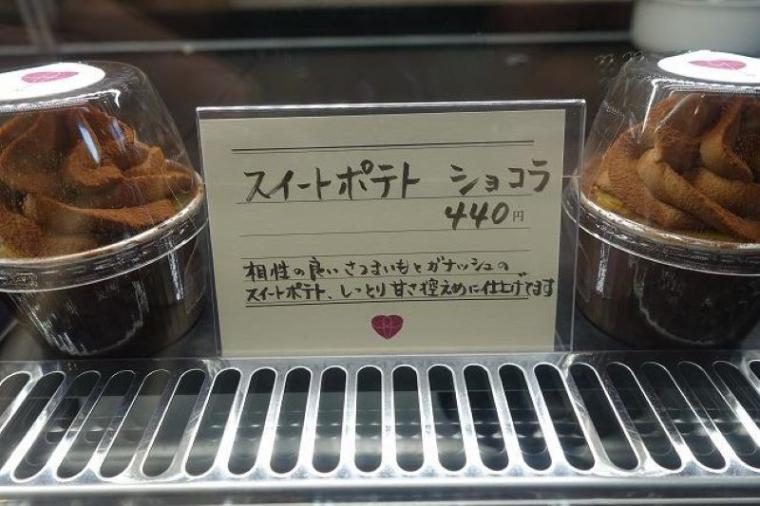 スイートポテト ショコラ
440円
相性の良いさつまいもとガナッシュの
スイートポテト、しっとり甘さ控えめに仕上げてます